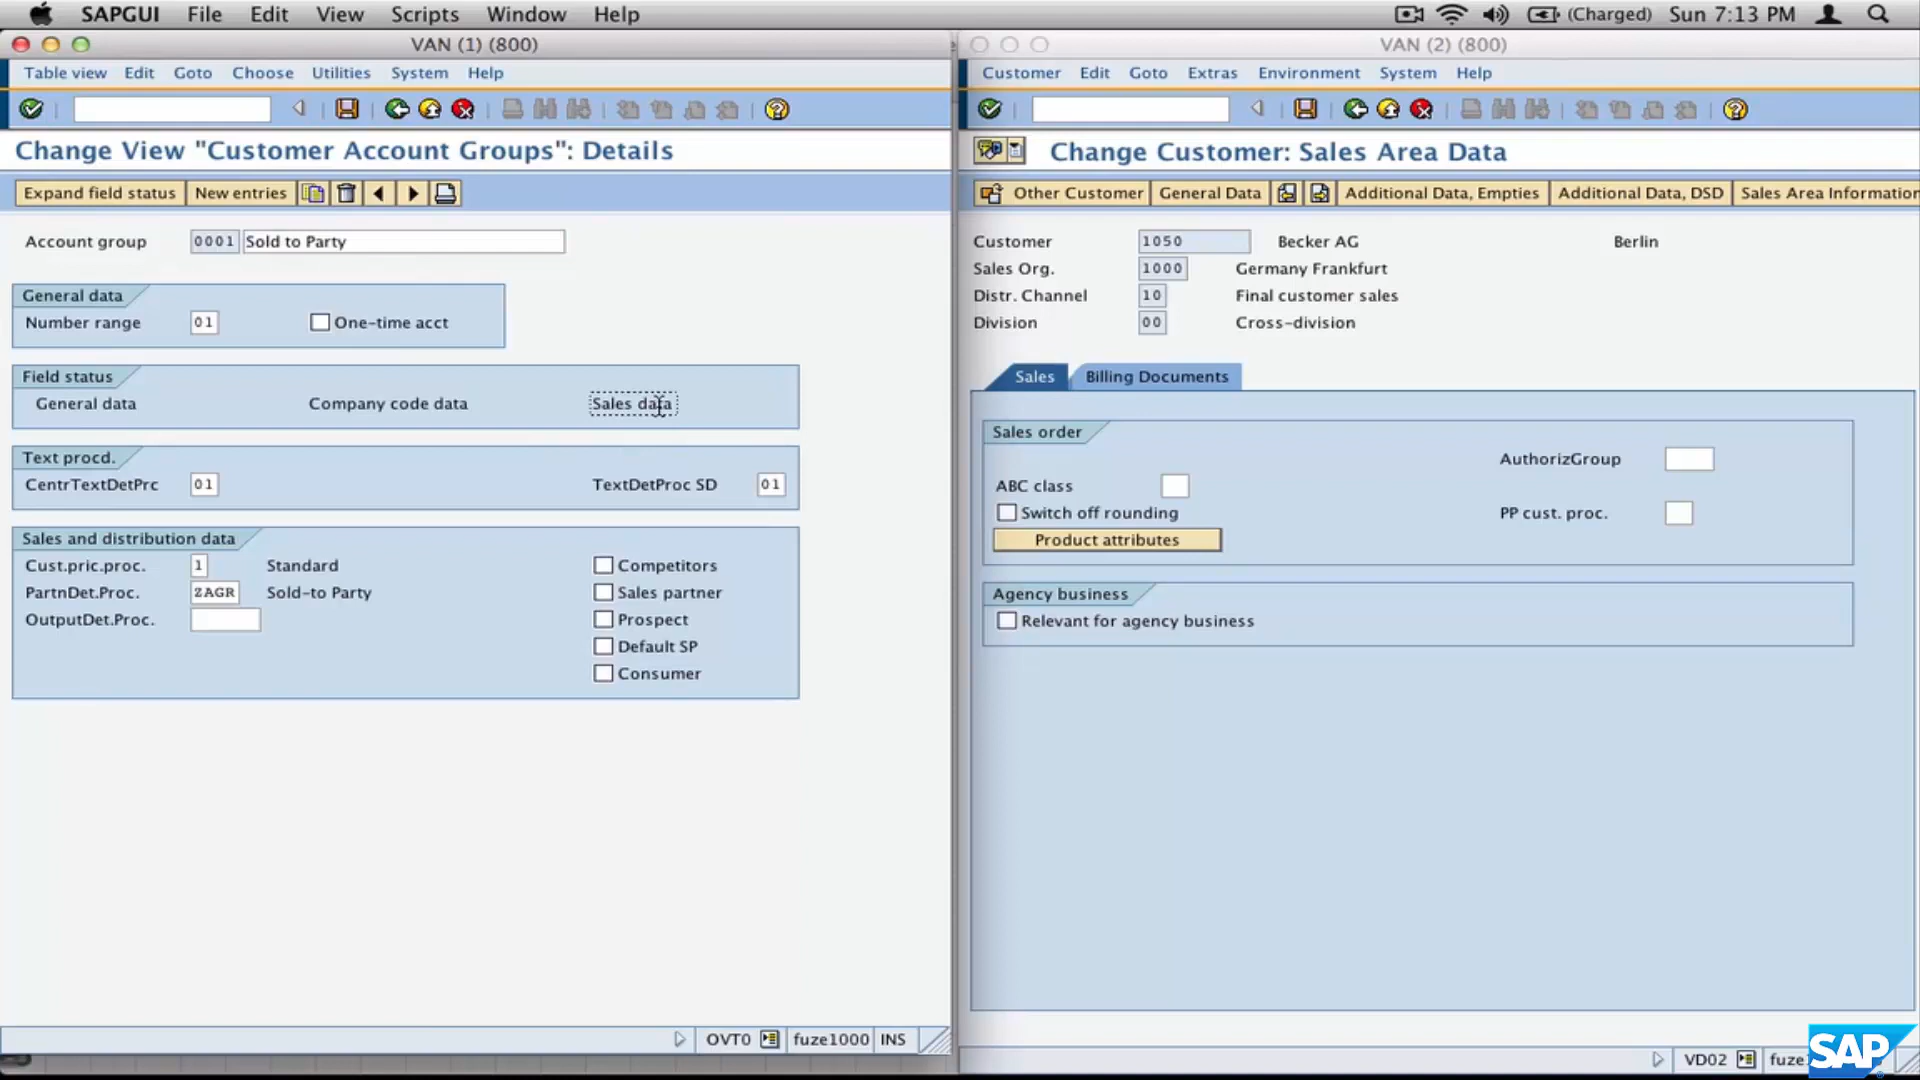 SAPGUI File Edit View Scripts Window Help (Charged) Sun 7:13 PM
VAN (1) (800)
Table view Edit Goto Choose Utilities System Help
Change View "Customer Account Groups": Details
Expand field status New entries
Account group 0001 Sold to Party
General data
Number range 01 One-time acct
Field status
General data Company code data Sales data
Text procd.
CentrTextDetPrc 01 TextDetProc SD 01
Sales and distribution data
Cust.pric.proc. 1 Standard Competitors
PartnDet.Proc. ZAGR Sold-to Party Sales partner
OutputDet.Proc. Prospect
Default SP
Consumer
OVT0 fuze1000 INS
VAN (2) (800)
Customer Edit Goto Extras Environment System Help
Change Customer: Sales Area Data
Other Customer General Data Additional Data, Empties Additional Data, DSD Sales Area Information
Customer 1050 Becker AG Berlin
Sales Org. 1000 Germany Frankfurt
Distr. Channel 10 Final customer sales
Division 00 Cross-division
Sales Billing Documents
Sales order
AuthorizGroup
ABC class
Switch off rounding PP cust. proc.
Product attributes
Agency business
Relevant for agency business
VD02 fuze
SAP